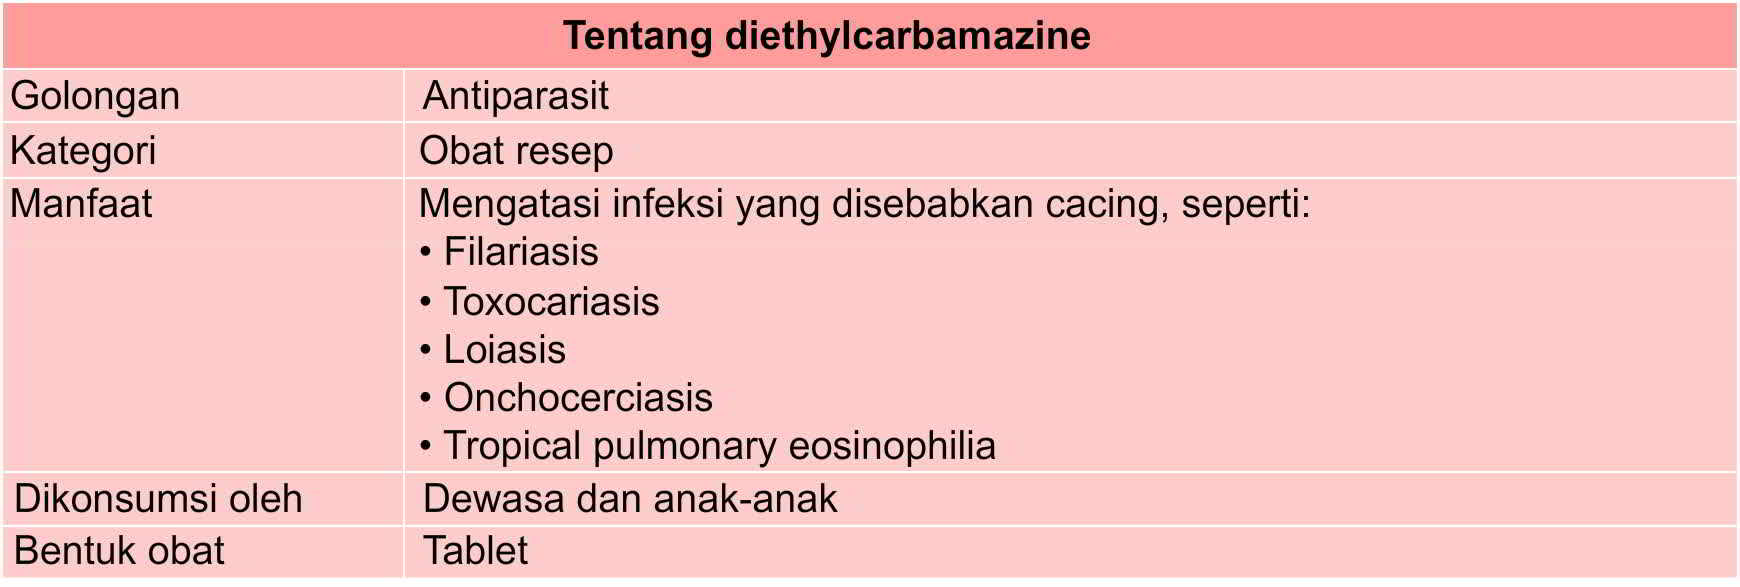 Tentang diethylcarbamazine
Golongan Antiparasit
Kategori Obat resep
Manfaat Mengatasi infeksi yang disebabkan cacing, seperti:
• Filariasis
• Toxocariasis
• Loiasis
• Onchocerciasis
• Tropical pulmonary eosinophilia
Dikonsumsi oleh Dewasa dan anak-anak
Bentuk obat Tablet